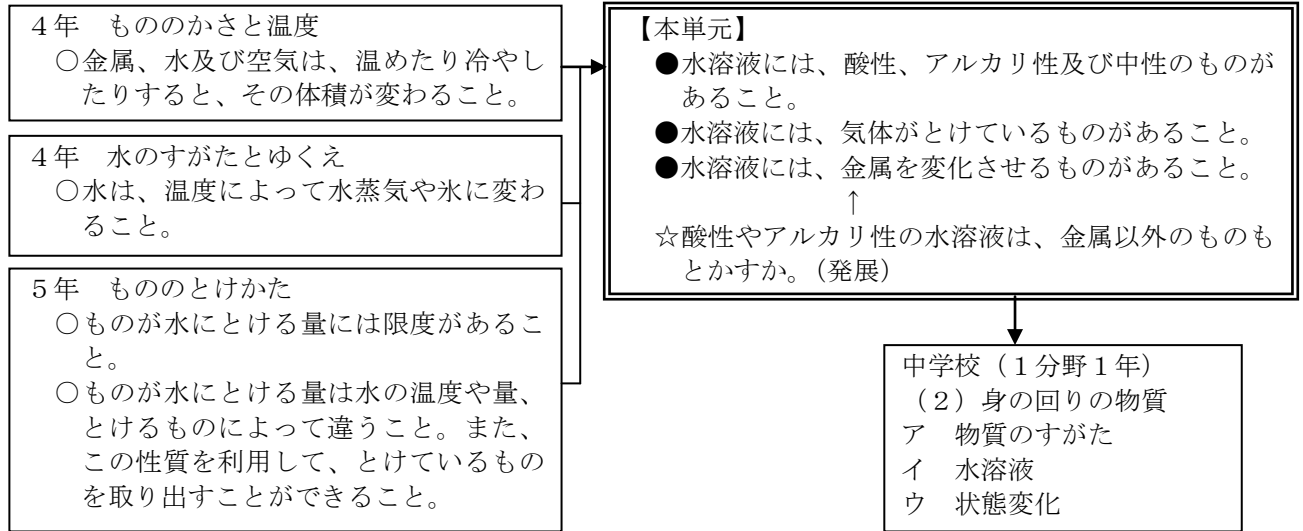 ４年　もののかさと温度
○金属、水及び空気は、温めたり冷やし
たりすると、その体積が変わること。
４年　水のすがたとゆくえ
○水は、温度によって水蒸気や氷に変わ
ること。
５年　もののとけかた
○ものが水にとける量には限度があるこ
と。
○ものが水にとける量は水の温度や量、
とけるものによって違うこと。また、
この性質を利用して、とけているもの
を取り出すことができること。
【本単元】
●水溶液には、酸性、アルカリ性及び中性のものが
あること。
●水溶液には、気体がとけているものがあること。
●水溶液には、金属を変化させるものがあること。
↑
☆酸性やアルカリ性の水溶液は、金属以外のものも
とかすか。（発展）
中学校（１分野１年）
（２）身の回りの物質
ア　物質のすがた
イ　水溶液
ウ　状態変化